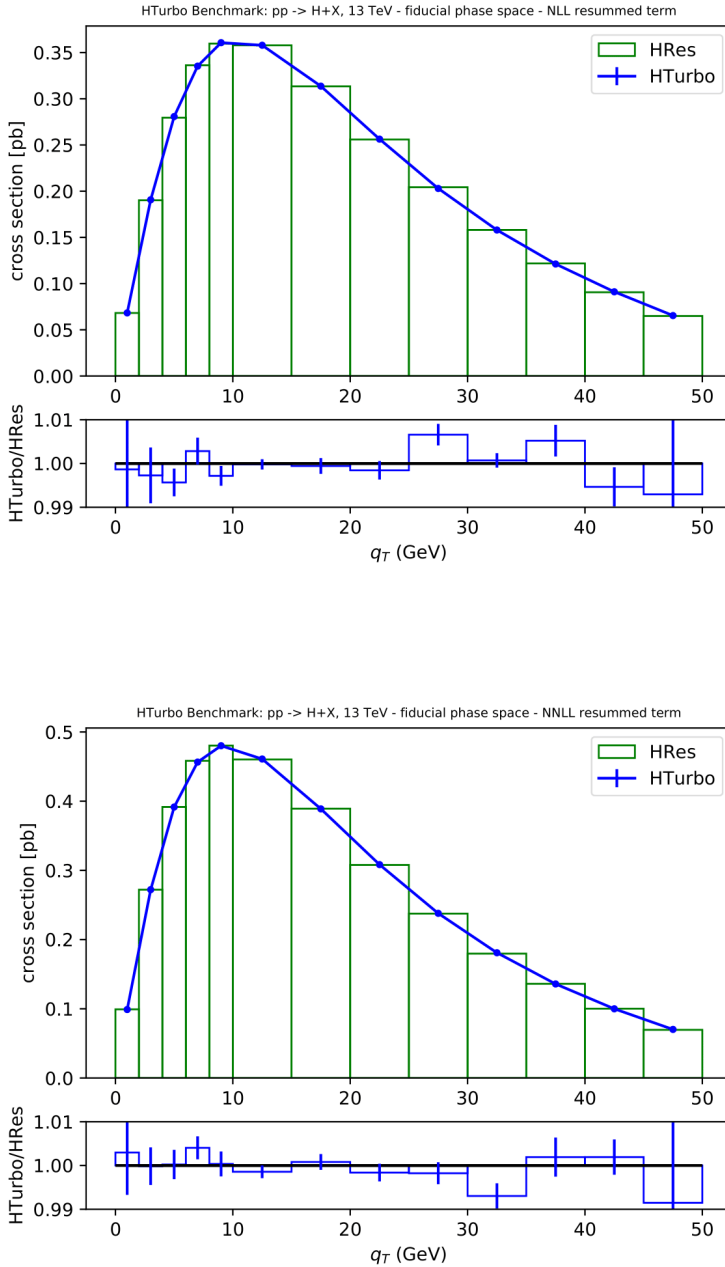 HTurbo Benchmark: pp -> H+X, 13 TeV - fiducial phase space - NLL resummed term
HRes
HTurbo
cross section [pb]
0.35
0.30
0.25
0.20
0.15
0.10
0.05
0.00
0 10 20 30 40 50
HTurbo/HRes
1.01
1.00
0.99
0 10 20 30 40 50
q_T (GeV)
HTurbo Benchmark: pp -> H+X, 13 TeV - fiducial phase space - NNLL resummed term
HRes
HTurbo
cross section [pb]
0.5
0.4
0.3
0.2
0.1
0.0
0 10 20 30 40 50
HTurbo/HRes
1.01
1.00
0.99
0 10 20 30 40 50
q_T (GeV)